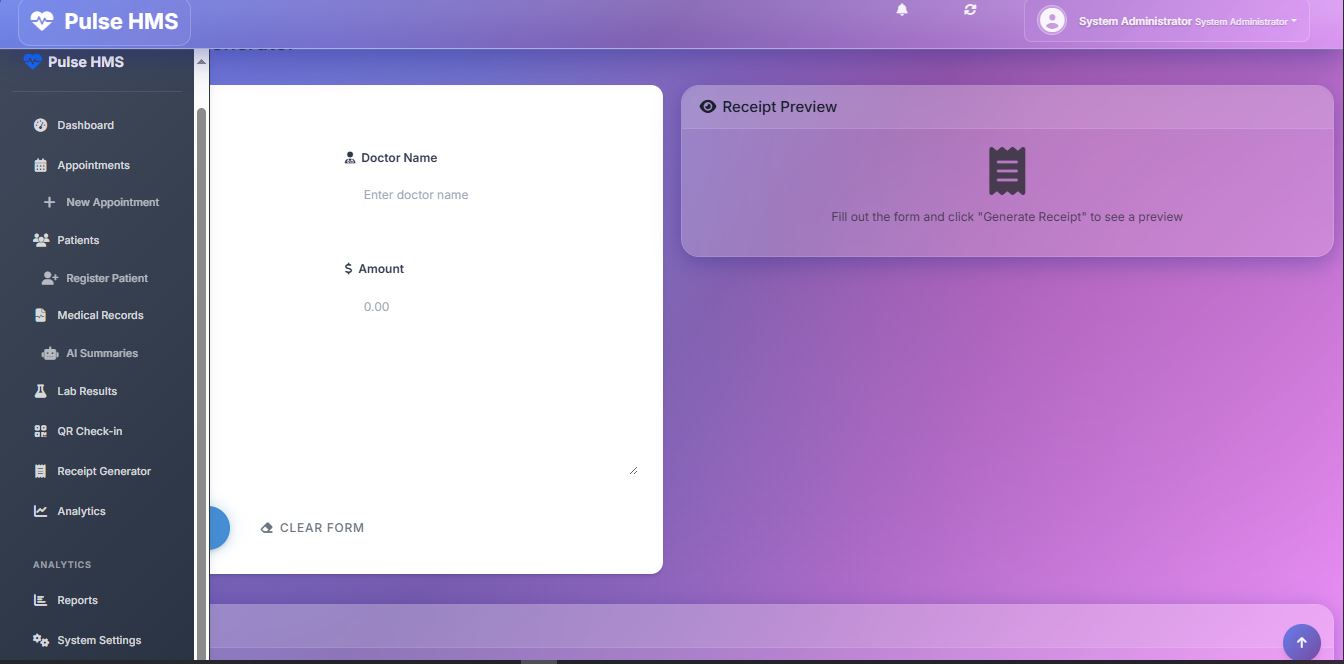 Pulse HMS
System Administrator System Administrator
Pulse HMS
Dashboard
Appointments
New Appointment
Patients
Register Patient
Medical Records
AI Summaries
Lab Results
QR Check-in
Receipt Generator
Analytics
ANALYTICS
Reports
System Settings
Doctor Name
Enter doctor name
Amount
0.00
CLEAR FORM
Receipt Preview
Fill out the form and click "Generate Receipt" to see a preview